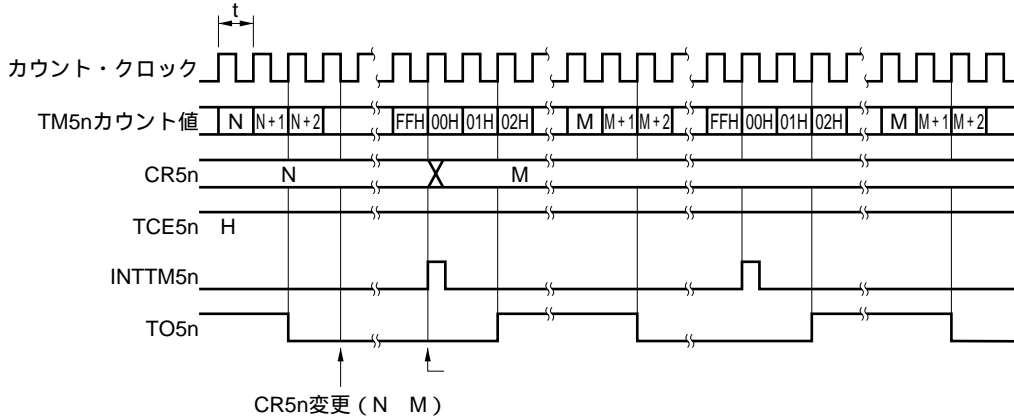 t
カウント・クロック
TM5nカウント値 N N+1 N+2 FFH 00H 01H 02H M M+1 M+2 FFH 00H 01H 02H M M+1 M+2
CR5n N M
TCE5n H
INTTM5n
TO5n
CR5n変更（N　M）